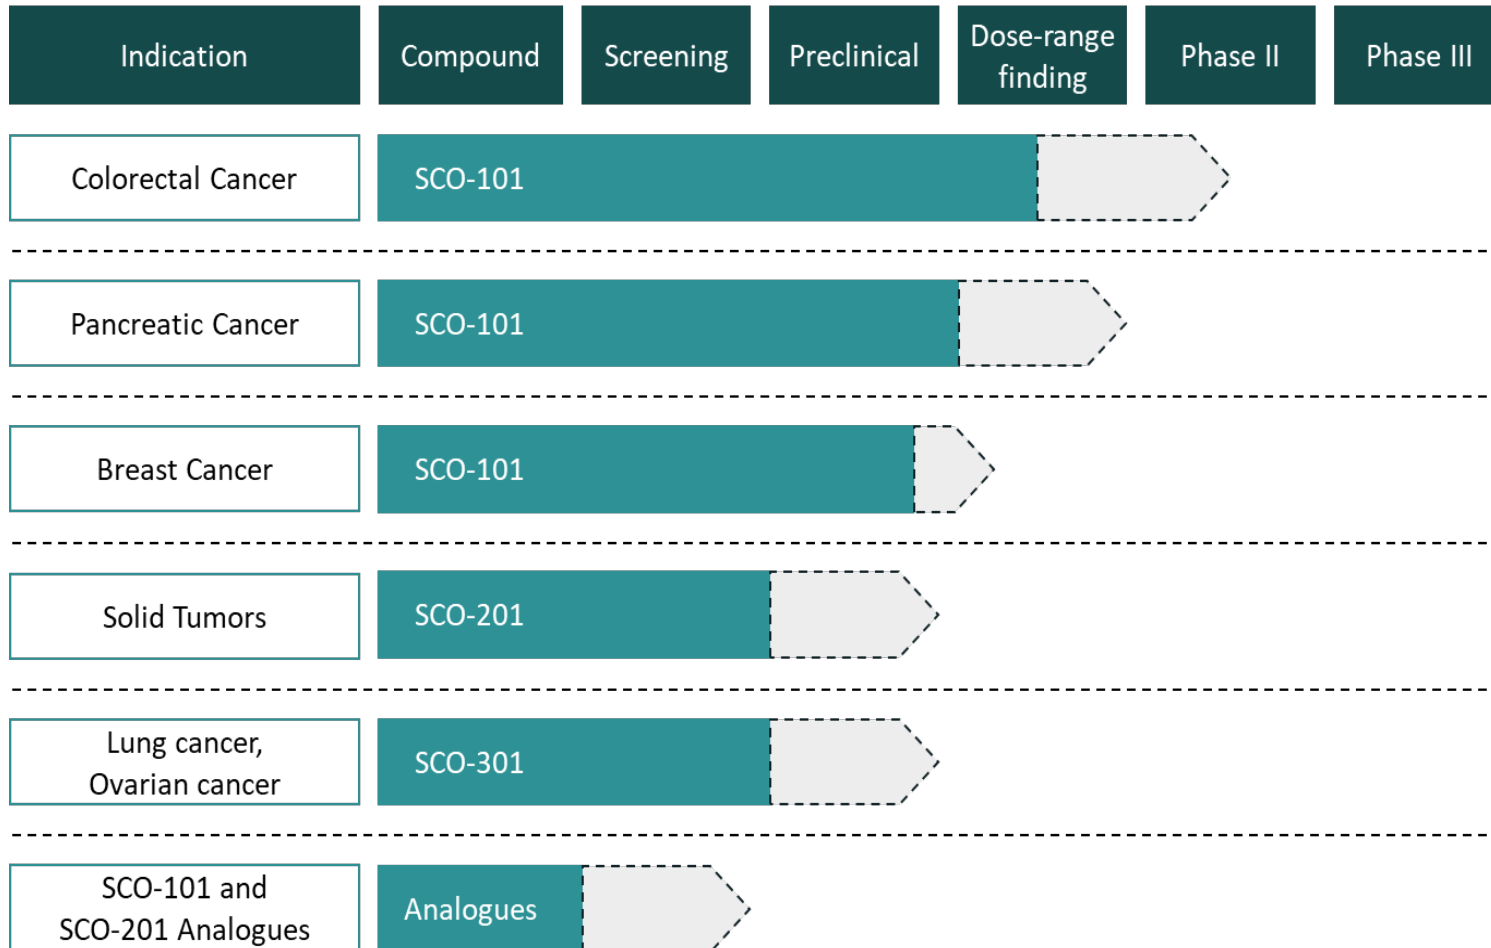 Indication
Compound
Screening
Preclinical
Dose-range
finding
Phase II
Phase III
Colorectal Cancer
SCO-101
Pancreatic Cancer
SCO-101
Breast Cancer
SCO-101
Solid Tumors
SCO-201
Lung cancer,
Ovarian cancer
SCO-301
SCO-101 and
SCO-201 Analogues
Analogues